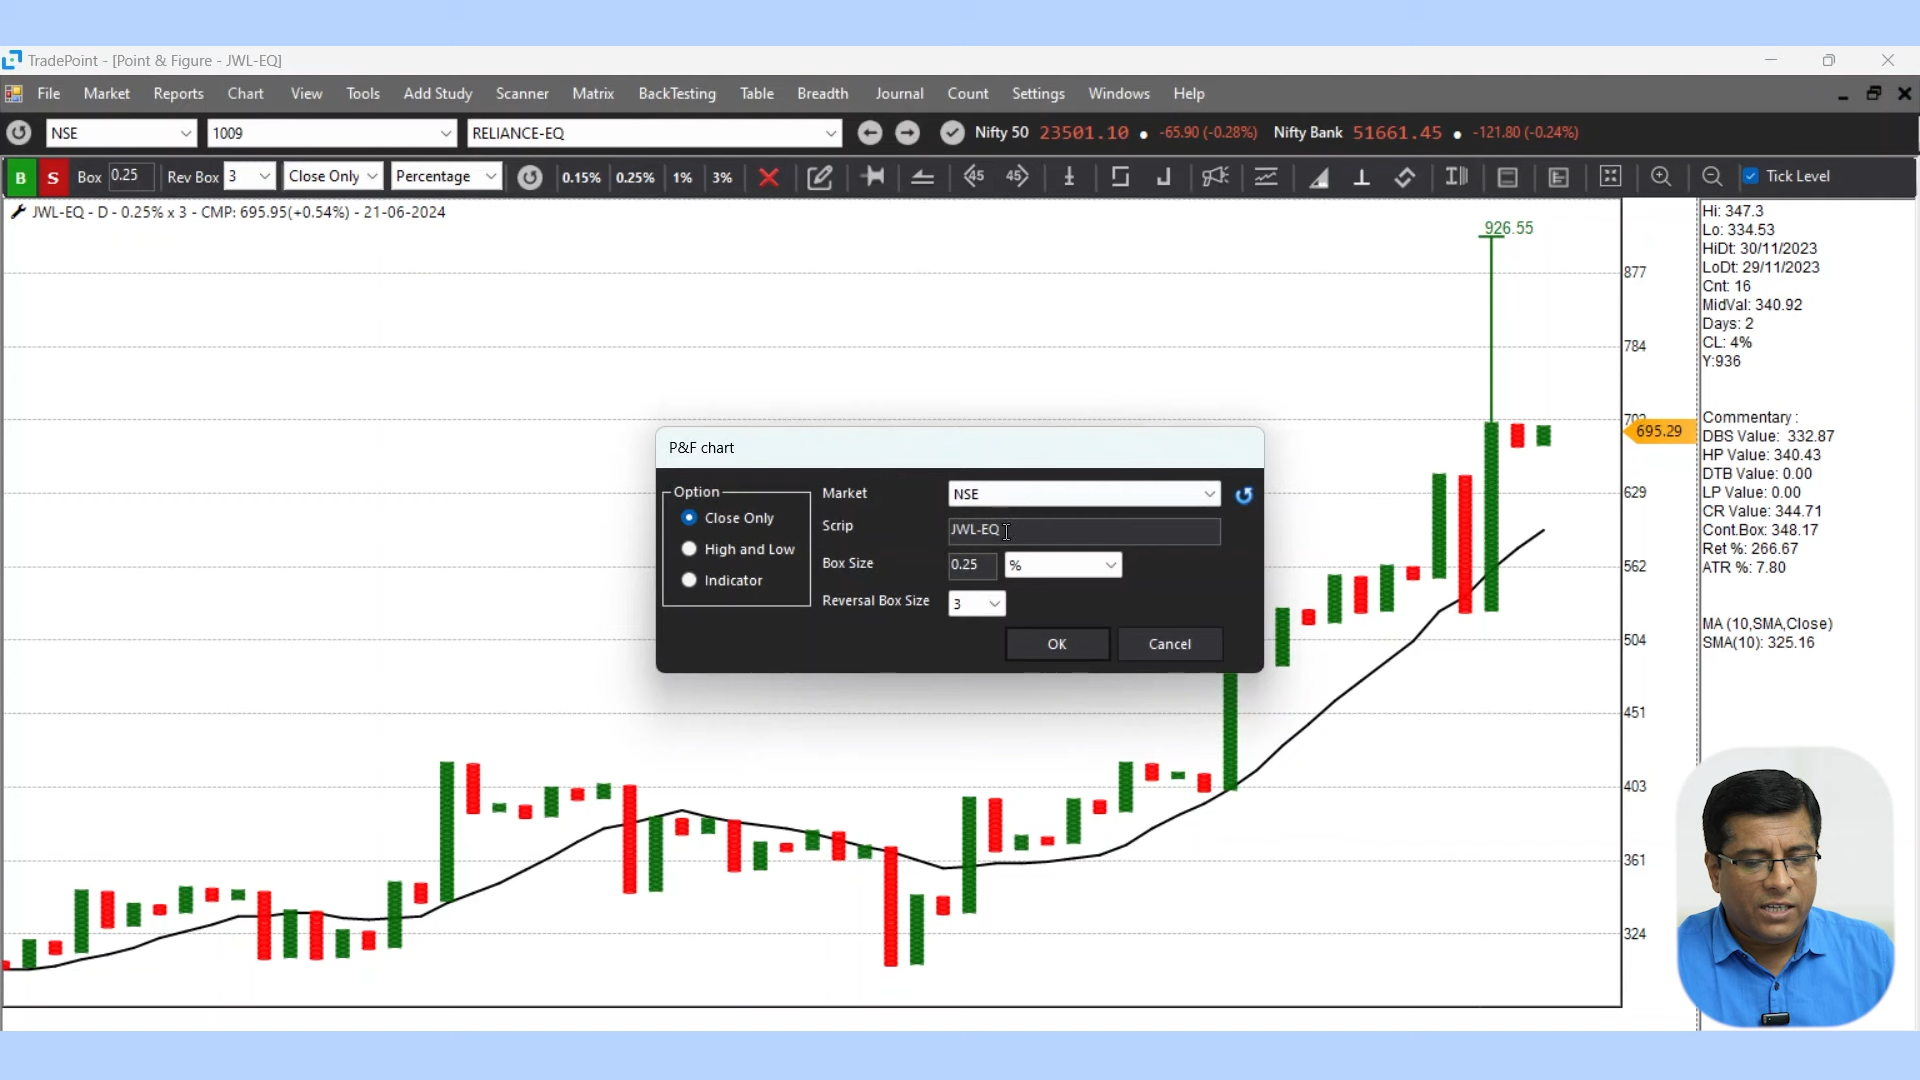 TradePoint - [Point & Figure - JWL-EQ]
File Market Reports Chart View Tools Add Study Scanner Matrix BackTesting Table Breadth Journal Count Settings Windows Help
NSE 1009 RELIANCE-EQ Nifty 50 23501.10 -65.90 (-0.28%) Nifty Bank 51661.45 -121.80 (-0.24%)
B S Box 0.25 Rev Box 3 Close Only Percentage 0.15% 0.25% 1% 3% 45 45 Tick Level
JWL-EQ - D - 0.25% x 3 - CMP: 695.95(+0.54%) - 21-06-2024
926.55
877
784
702
695.29
629
562
504
451
403
361
324
P&F chart
Option
Close Only
High and Low
Indicator
Market NSE
Scrip JWL-EQ
Box Size 0.25 %
Reversal Box Size 3
OK Cancel
Hi: 347.3
Lo: 334.53
HiDt: 30/11/2023
LoDt: 29/11/2023
Cnt: 16
MidVal: 340.92
Days: 2
CL: 4%
Y:936
Commentary :
DBS Value: 332.87
HP Value: 340.43
DTB Value: 0.00
LP Value: 0.00
CR Value: 344.71
Cont.Box: 348.17
Ret %: 266.67
ATR %: 7.80
MA (10,SMA,Close)
SMA(10): 325.16